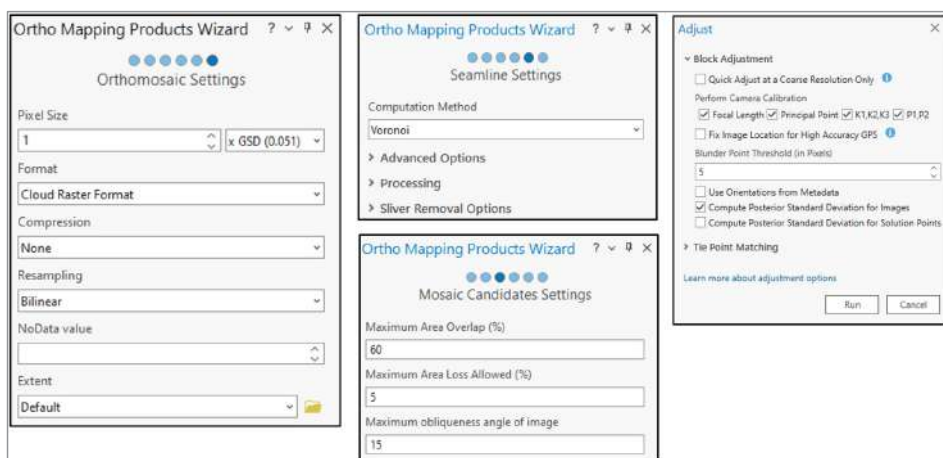 Ortho Mapping Products Wizard
Orthomosaic Settings
Pixel Size
1
x GSD (0.051)
Format
Cloud Raster Format
Compression
None
Resampling
Bilinear
NoData value
Extent
Default
Ortho Mapping Products Wizard
Seamline Settings
Computation Method
Voronoi
Advanced Options
Processing
Sliver Removal Options
Ortho Mapping Products Wizard
Mosaic Candidates Settings
Maximum Area Overlap (%)
60
Maximum Area Loss Allowed (%)
5
Maximum obliqueness angle of image
15
Adjust
Block Adjustment
Quick Adjust at a Coarse Resolution Only
Perform Camera Calibration
Focal Length Principal Point K1,K2,K3 P1,P2
Fix Image Location for High Accuracy GPS
Blunder Point Threshold (in Pixels)
5
Use Orientations from Metadata
Compute Posterior Standard Deviation for Images
Compute Posterior Standard Deviation for Solution Points
Tie Point Matching
Learn more about adjustment options
Run Cancel